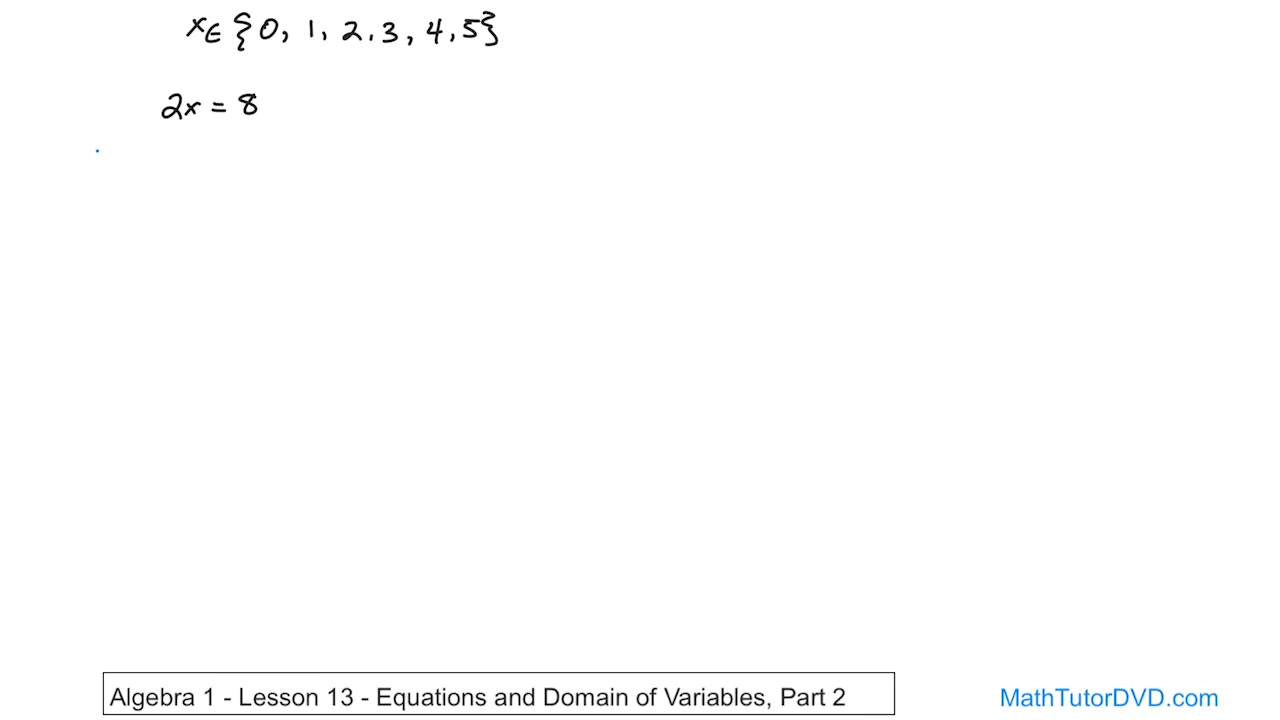 x∈ {0, 1, 2, 3, 4, 5}
2x = 8
Algebra 1 - Lesson 13 - Equations and Domain of Variables, Part 2
MathTutorDVD.com